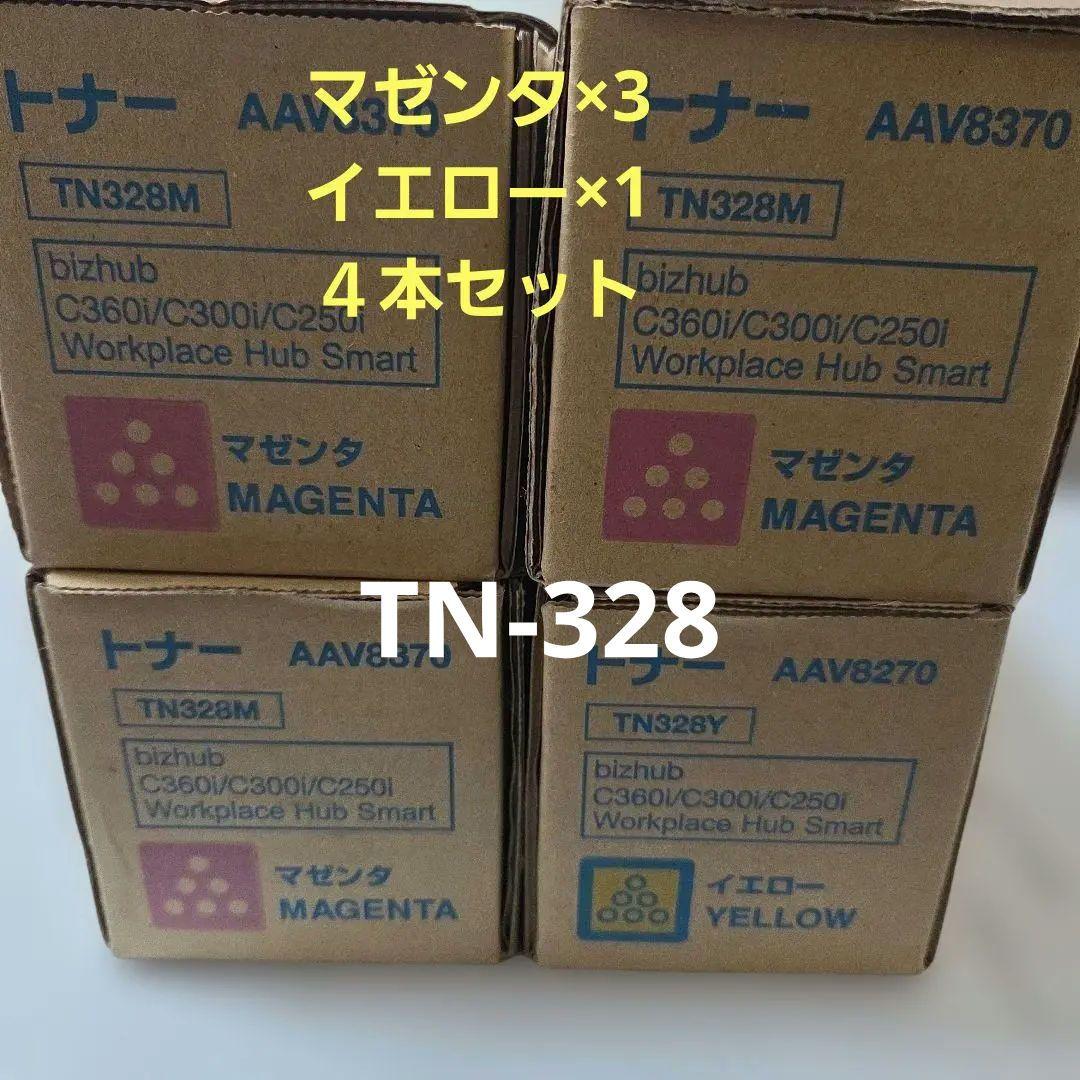 マゼンタ×3
イエロー×1
４本セット
トナー AAV8370
TN328M
bizhub
C360i/C300i/C250i
Workplace Hub Smart
マゼンタ
MAGENTA
トナー AAV8370
TN328M
bizhub
C360i/C300i/C250i
Workplace Hub Smart
マゼンタ
MAGENTA
TN-328
トナー AAV8370
TN328M
bizhub
C360i/C300i/C250i
Workplace Hub Smart
マゼンタ
MAGENTA
トナー AAV8270
TN328Y
bizhub
C360i/C300i/C250i
Workplace Hub Smart
イエロー
YELLOW